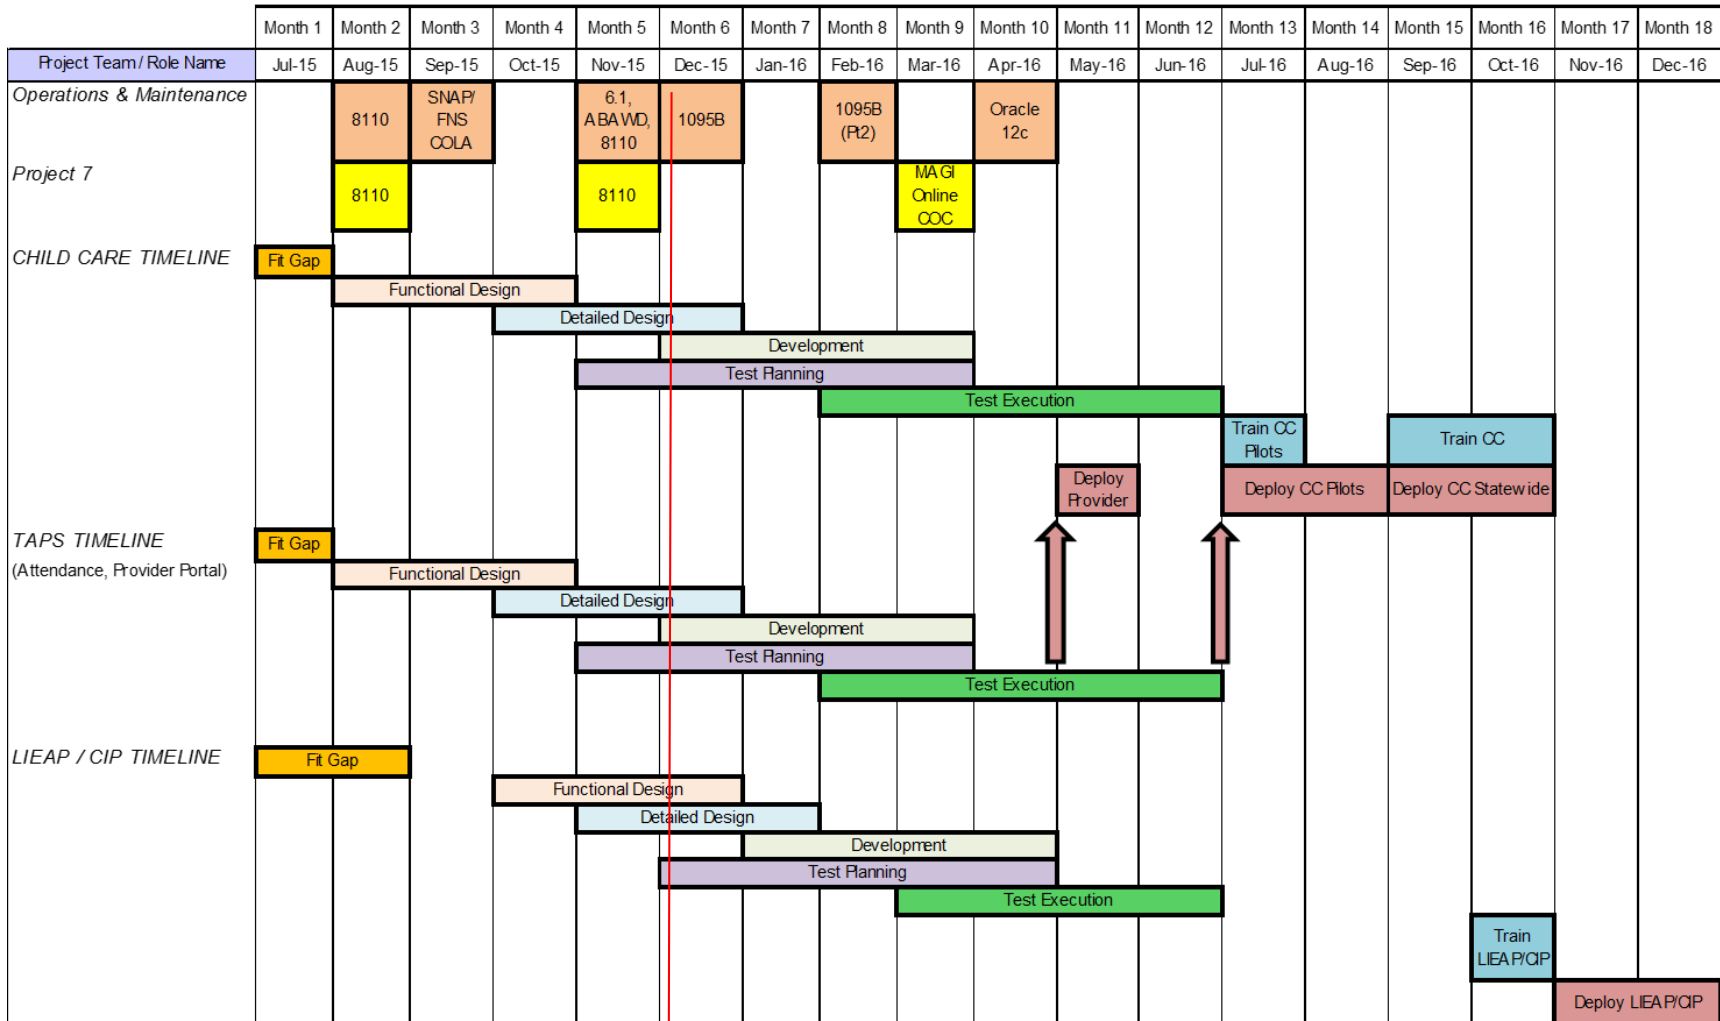 Month 1 Month 2 Month 3 Month 4 Month 5 Month 6 Month 7 Month 8 Month 9 Month 10 Month 11 Month 12 Month 13 Month 14 Month 15 Month 16 Month 17 Month 18
Project Team / Role Name Jul-15 Aug-15 Sep-15 Oct-15 Nov-15 Dec-15 Jan-16 Feb-16 Mar-16 Apr-16 May-16 Jun-16 Jul-16 Aug-16 Sep-16 Oct-16 Nov-16 Dec-16
Operations & Maintenance
8110
SNAP/
FNS
COLA
6.1,
ABAWD,
8110
1095B
1095B
(Pt2)
Oracle
12c
Project 7
8110
8110
MAGI
Online
COC
CHILD CARE TIMELINE
Fit Gap
Functional Design
Detailed Design
Development
Test Planning
Test Execution
Train CC
Pilots
Train CC
Deploy
Provider
Deploy CC Pilots
Deploy CC Statewide
TAPS TIMELINE
(Attendance, Provider Portal)
Fit Gap
Functional Design
Detailed Design
Development
Test Planning
Test Execution
LIEAP / CIP TIMELINE
Fit Gap
Functional Design
Detailed Design
Development
Test Planning
Test Execution
Train
LIEAP/CIP
Deploy LIEAP/CIP